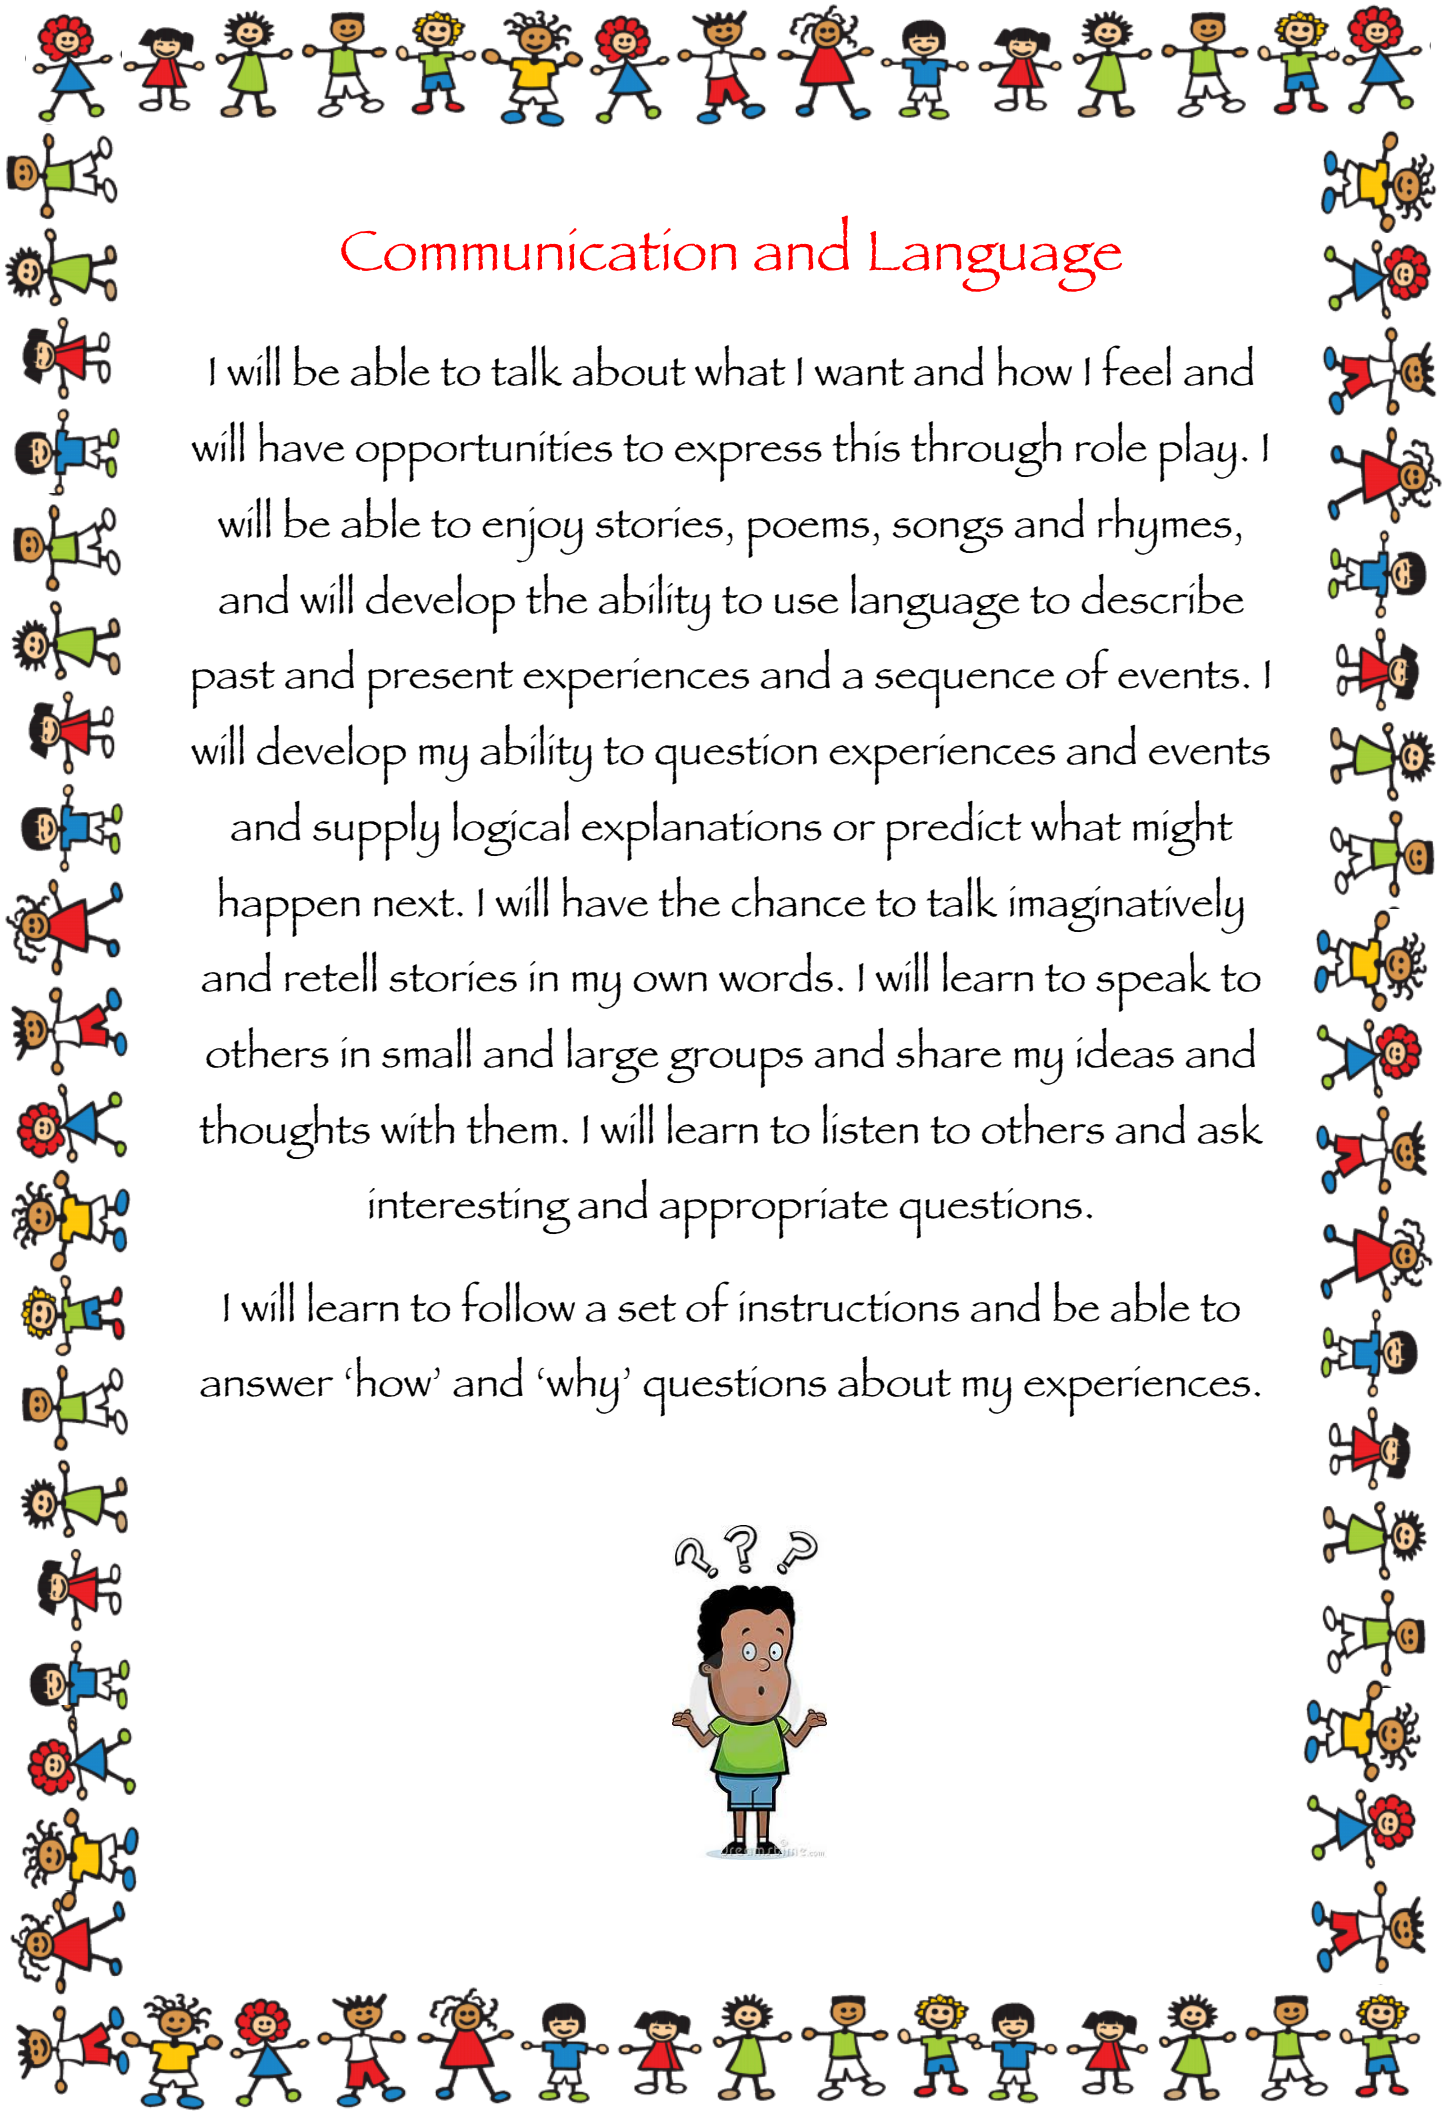 Communication and Language
I will be able to talk about what I want and how I feel and
will have opportunities to express this through role play. I
will be able to enjoy stories, poems, songs and rhymes,
and will develop the ability to use language to describe
past and present experiences and a sequence of events. I
will develop my ability to question experiences and events
and supply logical explanations or predict what might
happen next. I will have the chance to talk imaginatively
and retell stories in my own words. I will learn to speak to
others in small and large groups and share my ideas and
thoughts with them. I will learn to listen to others and ask
interesting and appropriate questions.
I will learn to follow a set of instructions and be able to
answer ‘how’ and ‘why’ questions about my experiences.
? ? ?
dreamstime.com